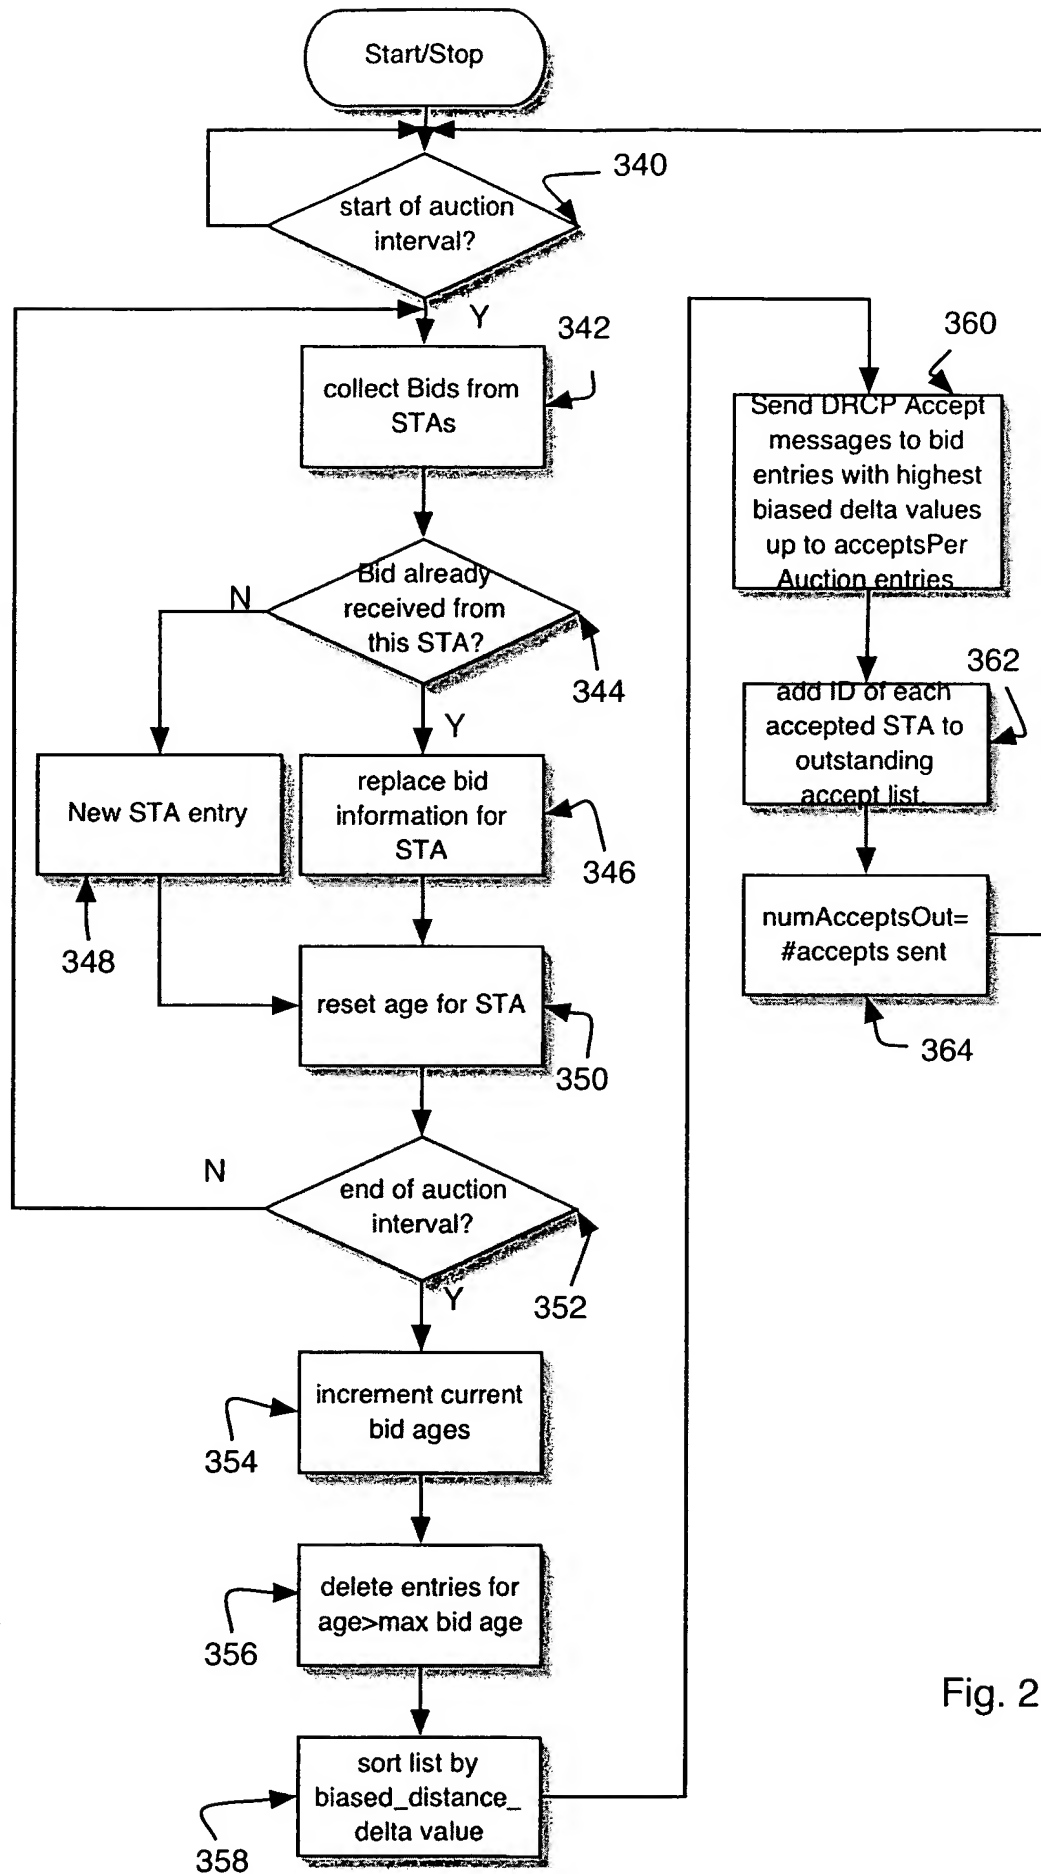 Start/Stop
start of auction
interval?
340
Y
342
collect Bids from
STAs
Bid already
received from
this STA?
N
344
Y
New STA entry
348
replace bid
information for
STA
346
reset age for STA
350
end of auction
interval?
N
352
Y
increment current
bid ages
354
delete entries for
age>max bid age
356
sort list by
biased_distance_
delta value
358
360
Send DRCP Accept
messages to bid
entries with highest
biased delta values
up to acceptsPer
Auction entries
362
add ID of each
accepted STA to
outstanding
accept list.
numAcceptsOut=
#accepts sent
364
Fig. 2